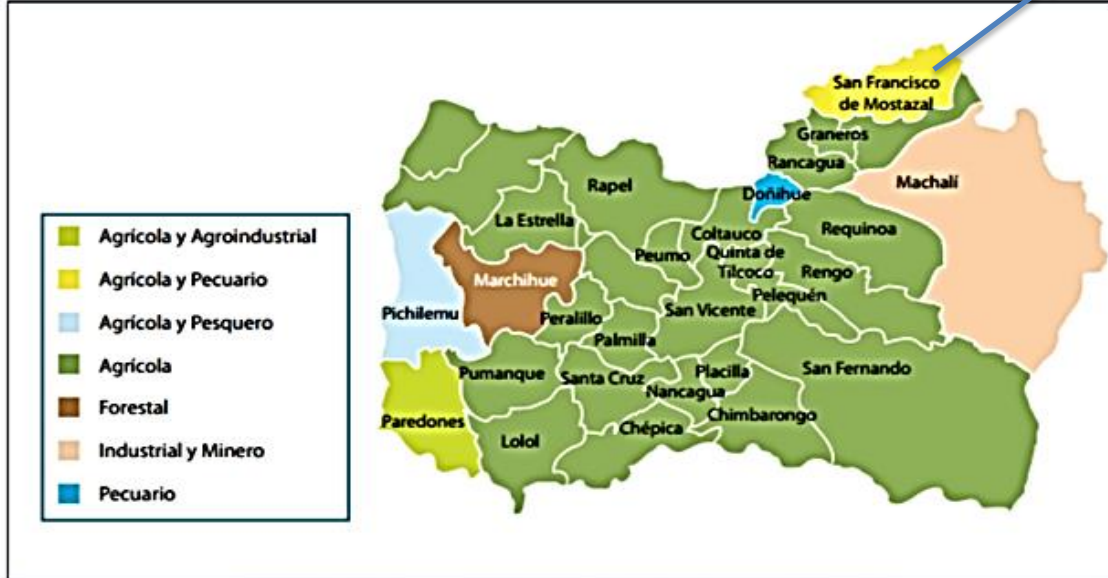 San Francisco
de Mostazal
Graneros
Rancagua
Machalí
Rapel
Doñihue
La Estrella
Coltauco
Requinoa
Peumo
Quinta de
Tilcoco
Rengo
Marchihue
Pelequén
Pichilemu
Peralillo
San Vicente
Palmilla
Pumanque
Santa Cruz
Placilla
San Fernando
Nancagua
Paredones
Chimbarongo
Lolol
Chépica
Agrícola y Agroindustrial
Agrícola y Pecuario
Agrícola y Pesquero
Agrícola
Forestal
Industrial y Minero
Pecuario